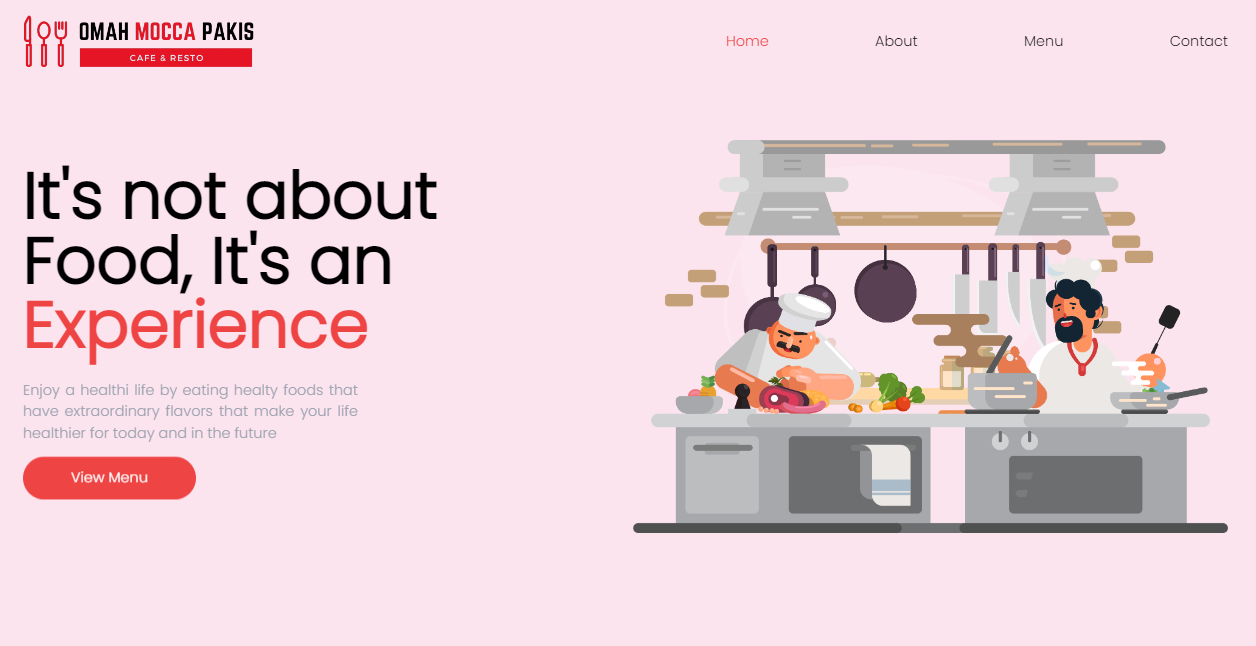 OMAH MOCCA PAKIS
CAFE & RESTO
Home About Menu Contact
It's not about
Food, It's an
Experience
Enjoy a healthi life by eating healty foods that
have extraordinary flavors that make your life
healthier for today and in the future
View Menu